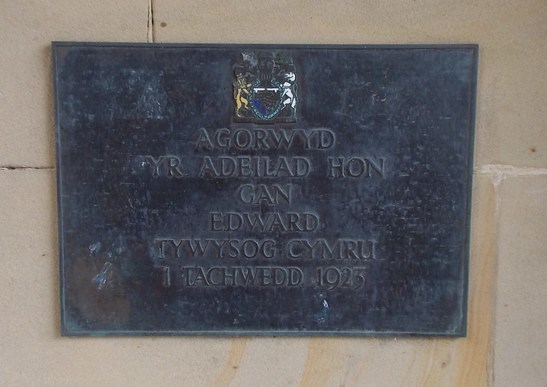 AGORWYD
YR ADEILAD HON
GAN
EDWARD
TYWYSOG CYMRU
1 TACHWEDD 1923